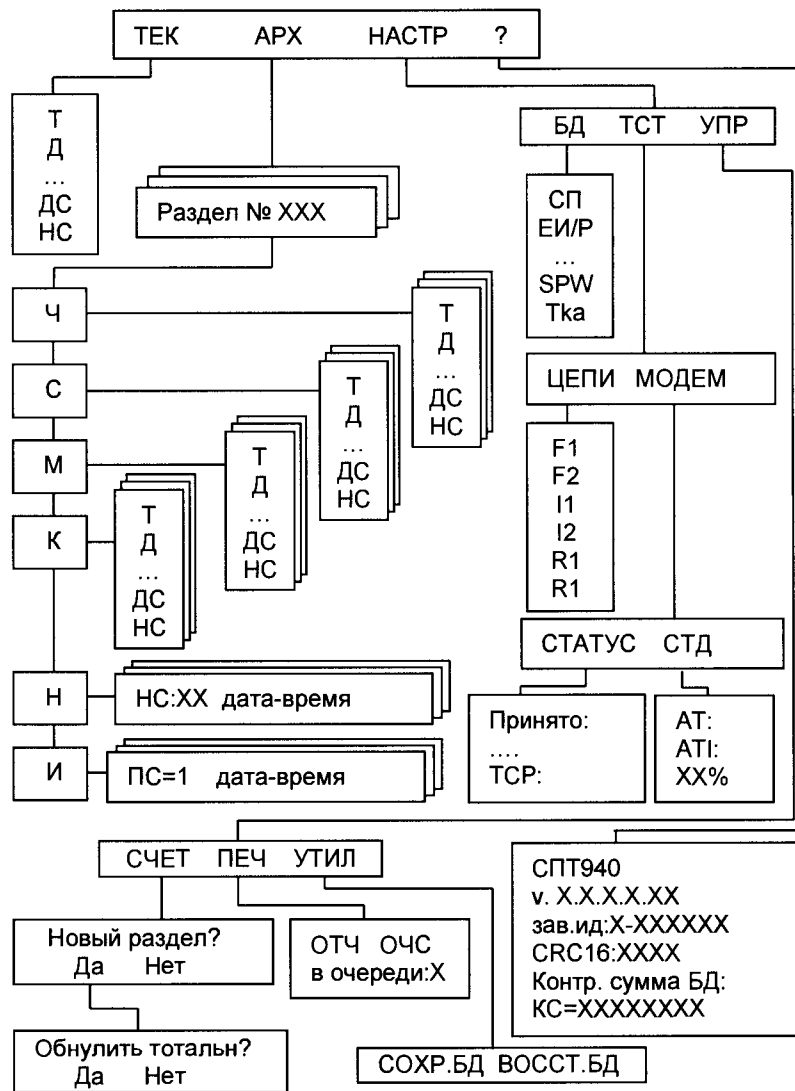 ТЕК АРХ НАСТР ?
Т
Д
...
ДС
НС
Раздел № XXX
Ч
С
М
К
Н
И
Т
Д
...
ДС
НС
Т
Д
...
ДС
НС
Т
Д
...
ДС
НС
Т
Д
...
ДС
НС
НС:XX дата-время
ПС=1 дата-время
БД ТСТ УПР
СП
ЕИ/Р
...
SPW
Tka
ЦЕПИ МОДЕМ
F1
F2
I1
I2
R1
R1
СТАТУС СТД
Принято:
....
TCP:
AT:
ATI:
XX%
СЧЕТ ПЕЧ УТИЛ
Новый раздел?
Да Нет
Обнулить тотальн?
Да Нет
ОТЧ ОЧС
в очереди:X
СОХР.БД ВОССТ.БД
СПТ940
v. X.X.X.X.XX
зав.ид:X-XXXXXX
CRC16:XXXX
Контр. сумма БД:
КС=XXXXXXXX